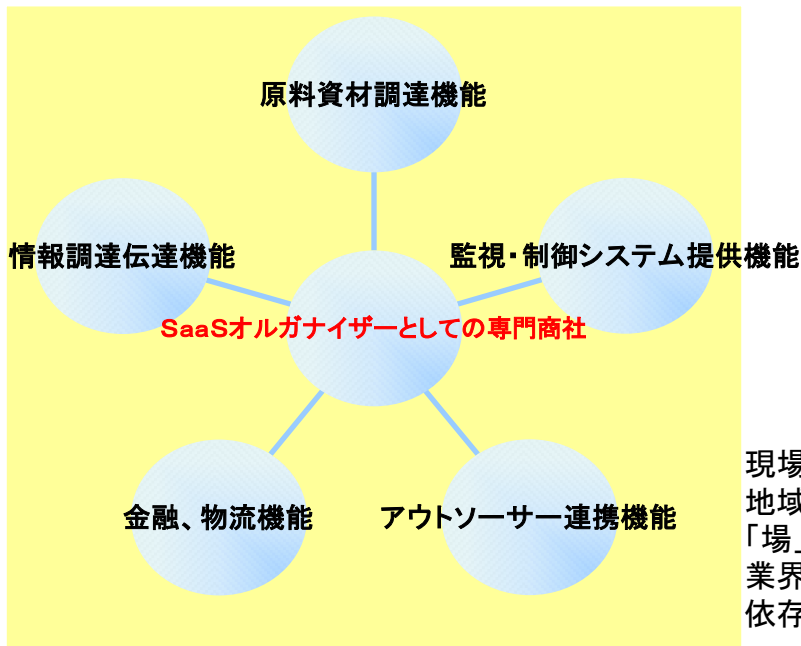 原料資材調達機能
情報調達伝達機能
監視・制御システム提供機能
SaaSオルガナイザーとしての専門商社
金融、物流機能
アウトソーサー連携機能
現場
地域
「場」
業界
依存